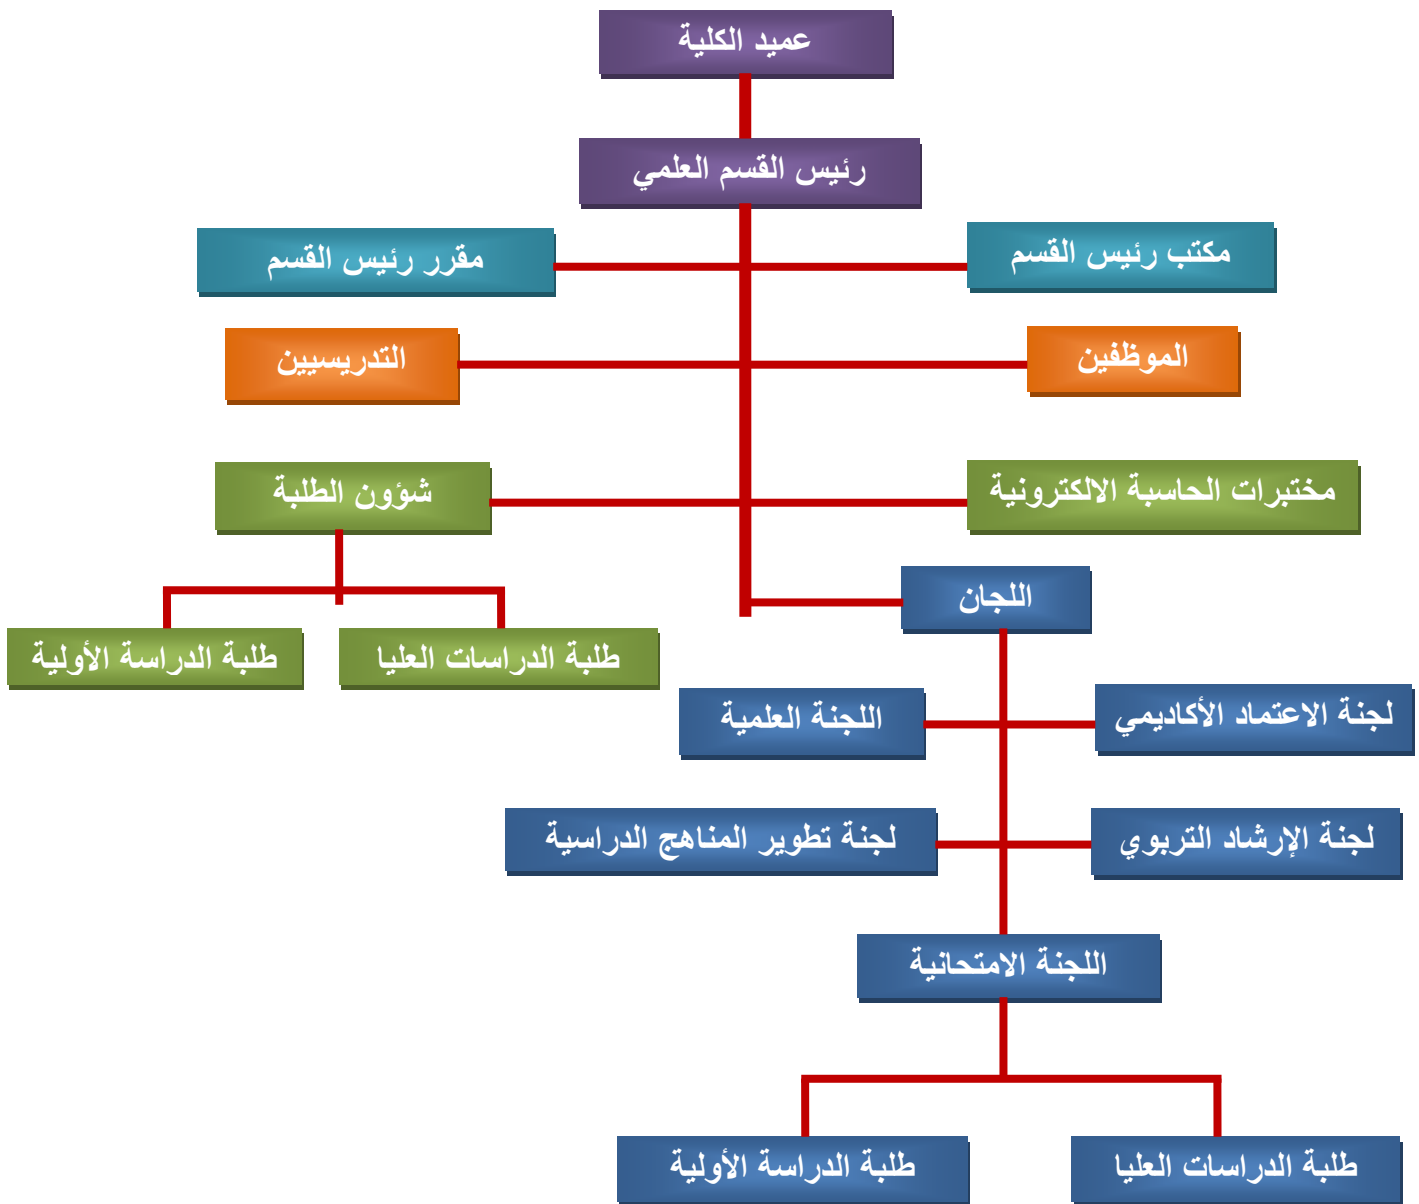 عميد الكلية
رئيس القسم العلمي
مكتب رئيس القسم
مقرر رئيس القسم
الموظفين
التدريسيين
مختبرات الحاسبة الالكترونية
شؤون الطلبة
اللجان
طلبة الدراسات العليا
طلبة الدراسة الأولية
لجنة الاعتماد الأكاديمي
اللجنة العلمية
لجنة الإرشاد التربوي
لجنة تطوير المناهج الدراسية
اللجنة الامتحانية
طلبة الدراسات العليا
طلبة الدراسة الأولية